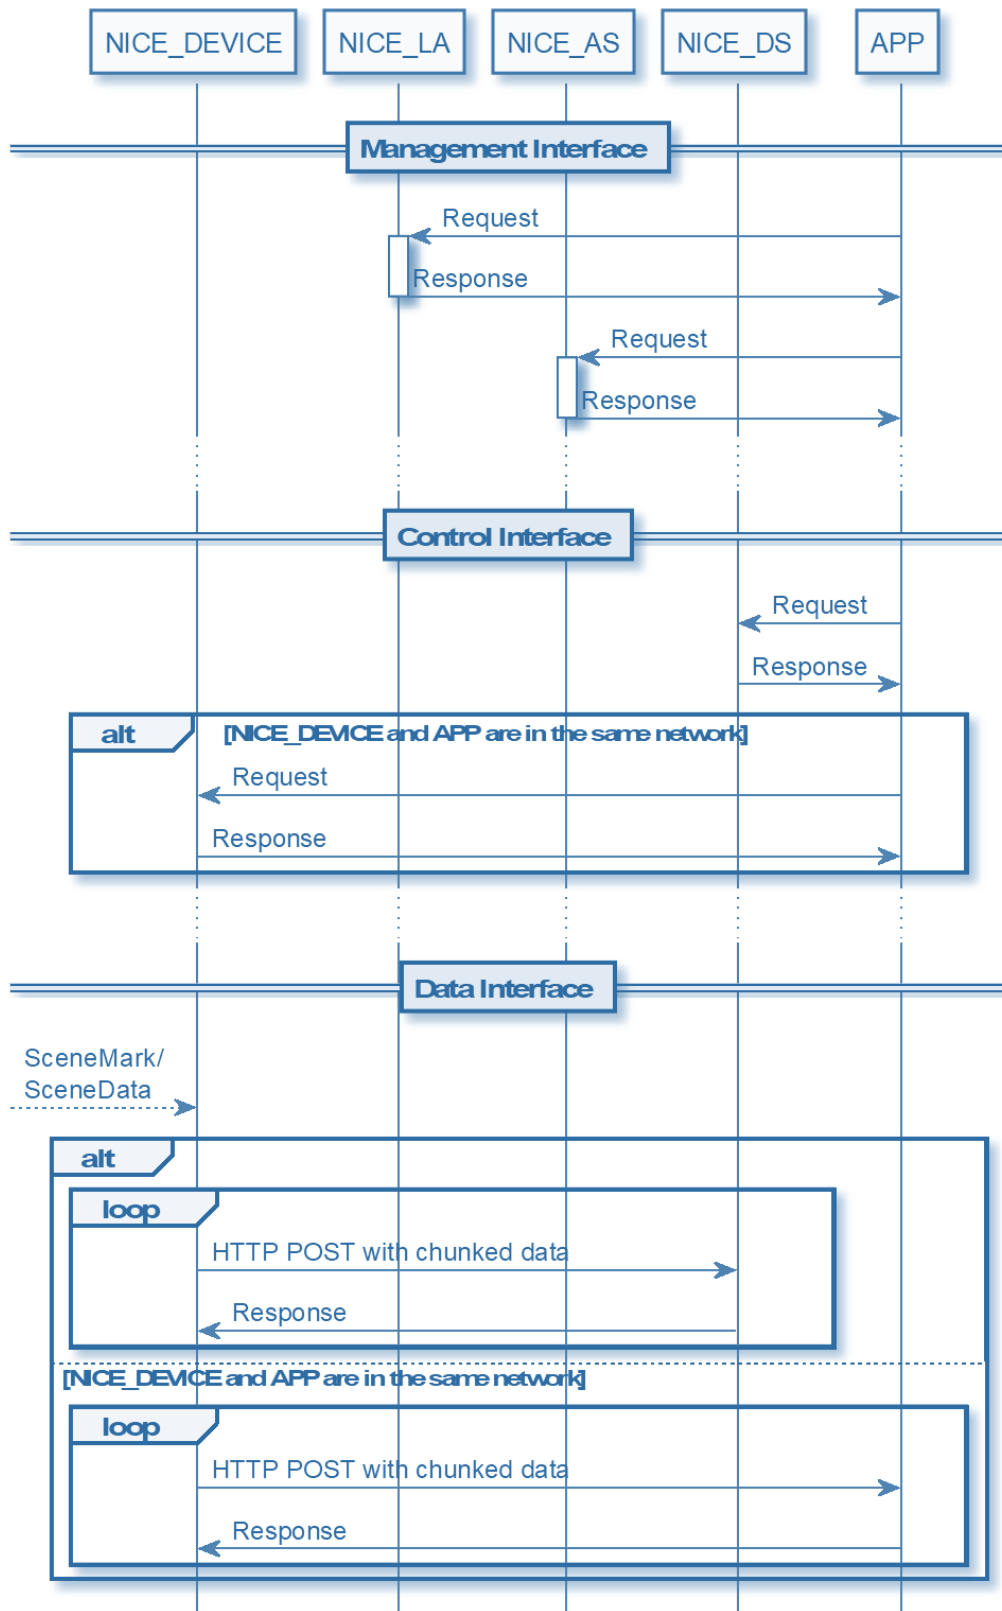 NICE_DEVICE NICE_LA NICE_AS NICE_DS APP
Management Interface
Request
Response
Request
Response
Control Interface
Request
Response
alt [NICE_DEVICE and APP are in the same network]
Request
Response
Data Interface
SceneMark/
SceneData
alt
loop
HTTP POST with chunked data
Response
[NICE_DEVICE and APP are in the same network]
loop
HTTP POST with chunked data
Response